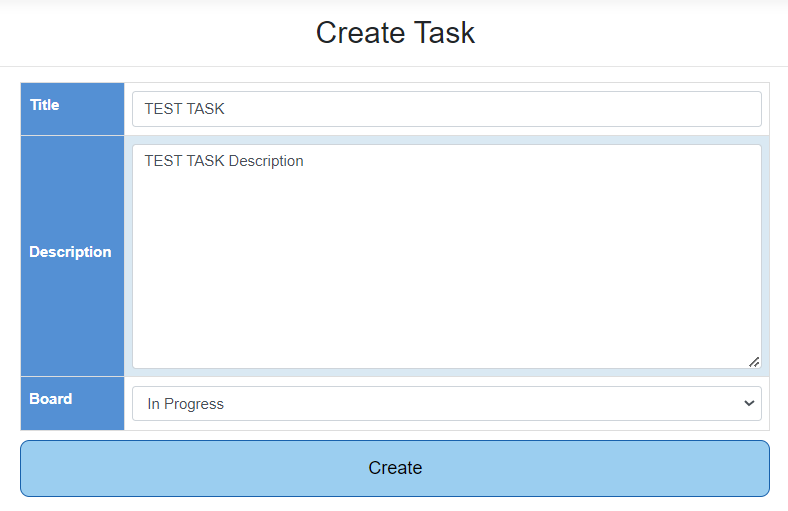 Create Task
Title
TEST TASK
Description
TEST TASK Description
Board
In Progress
Create